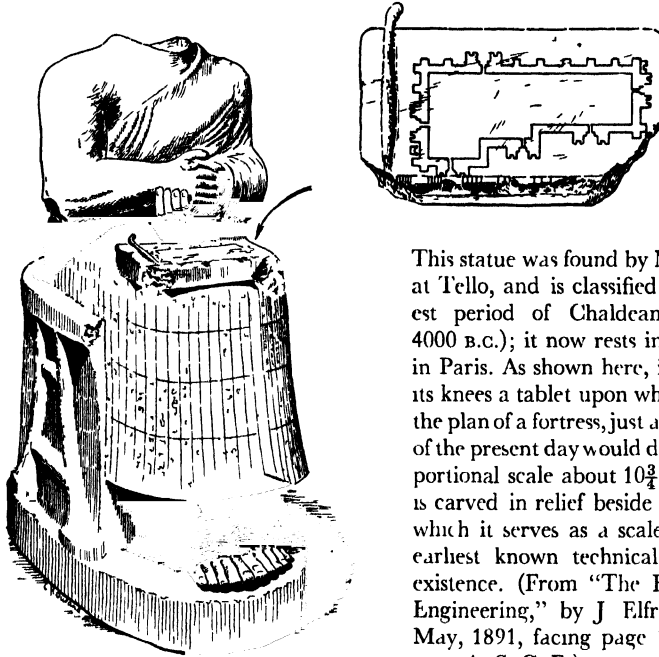 This statue was found by
at Tello, and is classified
est period of Chaldean
4000 B.C.); it now rests in
in Paris. As shown here,
its knees a tablet upon
the plan of a fortress, just
of the present day would
portional scale about 10¾
is carved in relief beside
which it serves as a scale
earliest known technical
existence. (From "The
Engineering," by J Elfr
May, 1891, facing page